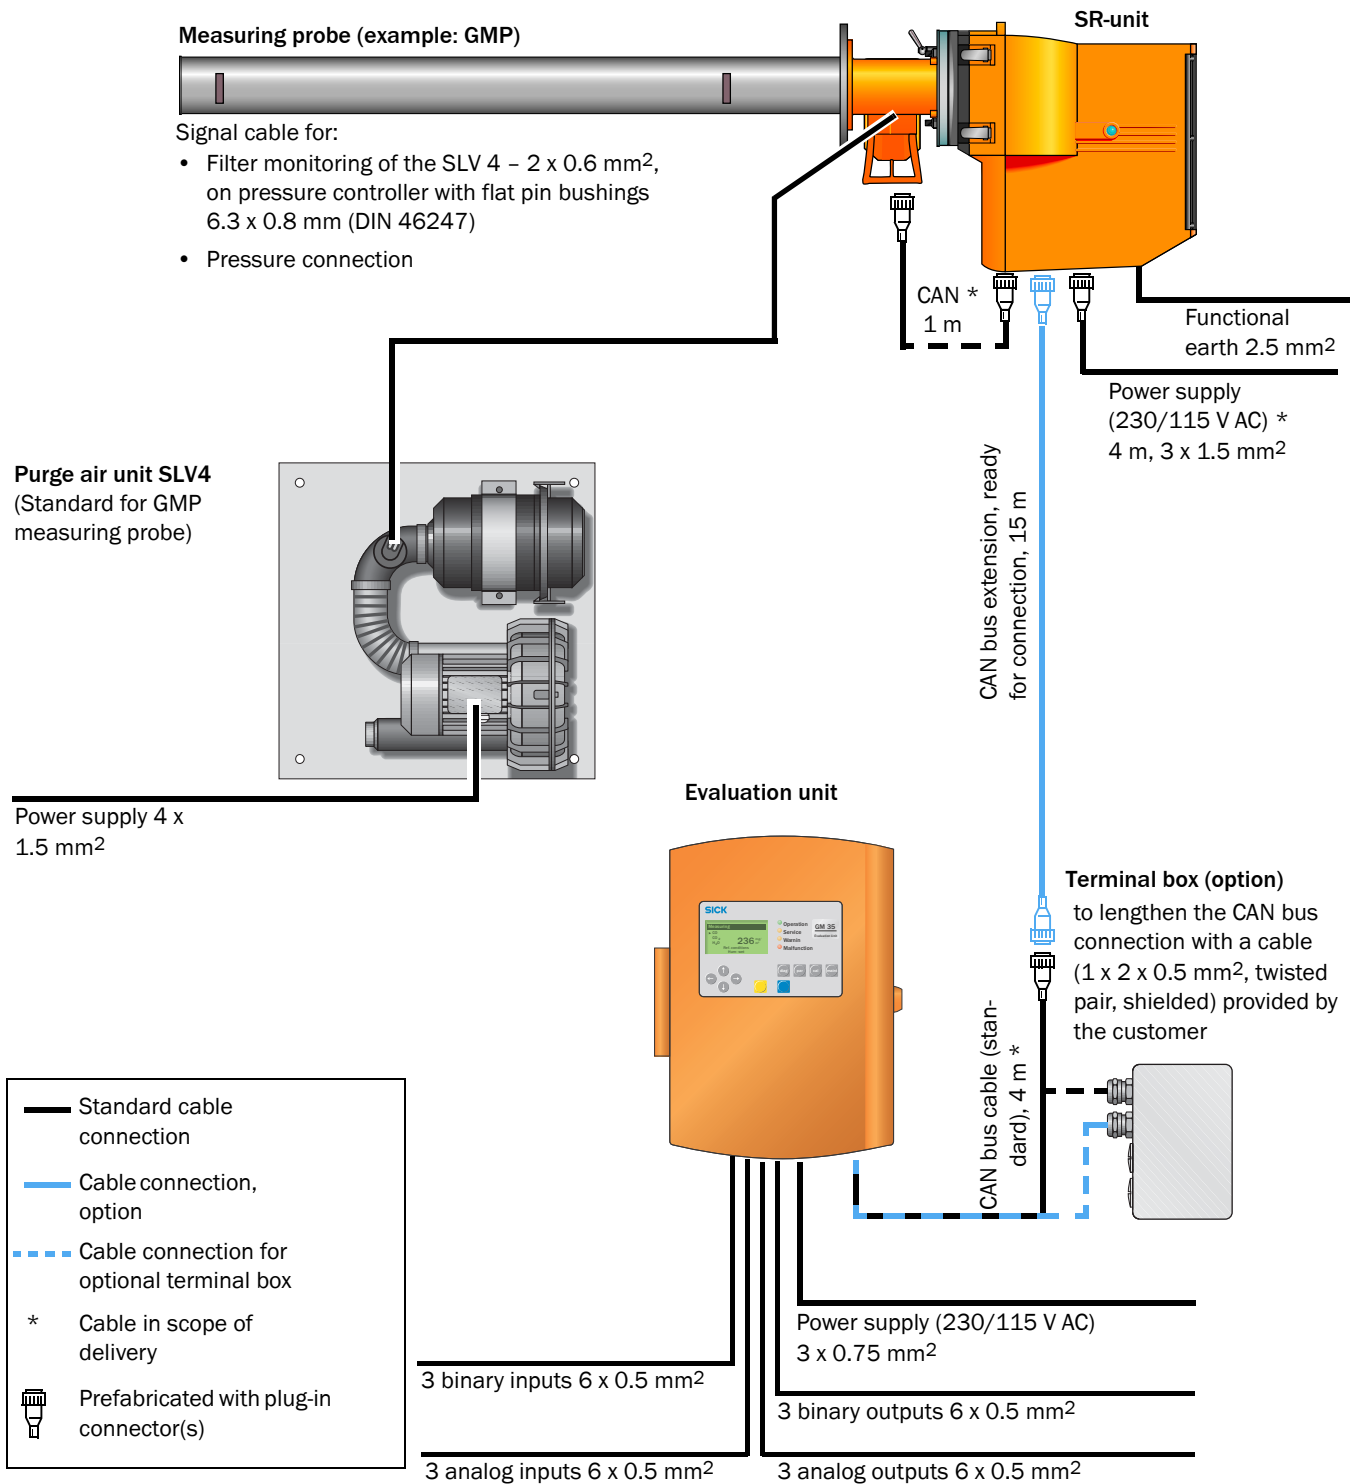 SR-unit
Measuring probe (example: GMP)
Signal cable for:
• Filter monitoring of the SLV 4 – 2 x 0.6 mm2,
on pressure controller with flat pin bushings
6.3 x 0.8 mm (DIN 46247)
• Pressure connection
CAN *
1 m
Functional
earth 2.5 mm2
Power supply
(230/115 V AC) *
4 m, 3 x 1.5 mm2
Purge air unit SLV4
(Standard for GMP
measuring probe)
CAN bus extension, ready
for connection, 15 m
Power supply 4 x
1.5 mm2
Evaluation unit
SICK
Measuring
236
Operation
Service
Warnin
Malfunction
GM 35
Terminal box (option)
to lengthen the CAN bus
connection with a cable
(1 x 2 x 0.5 mm2, twisted
pair, shielded) provided by
the customer
CAN bus cable (stan-
dard), 4 m *
Standard cable
connection
Cable connection,
option
Cable connection for
optional terminal box
* Cable in scope of
delivery
Prefabricated with plug-in
connector(s)
Power supply (230/115 V AC)
3 x 0.75 mm2
3 binary inputs 6 x 0.5 mm2
3 binary outputs 6 x 0.5 mm2
3 analog inputs 6 x 0.5 mm2
3 analog outputs 6 x 0.5 mm2